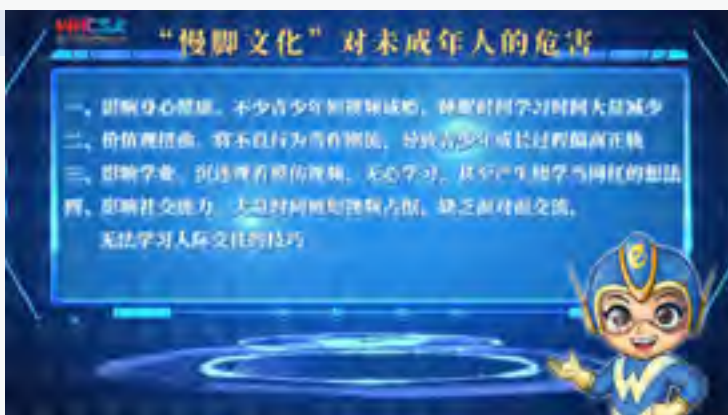 “慢脚文化”对未成年人的危害
一、影响身心健康，不少青少年短视频成瘾，睡眠时间学习时间大量减少
二、价值观扭曲，将不良行为当作潮流，导致青少年成长过程偏离正轨
三、影响学业，沉迷观看模仿视频，无心学习，甚至产生辍学当网红的想法
四、影响社交能力，大量时间被短视频占据，缺乏面对面交流，
无法学习人际交往的技巧
e
W